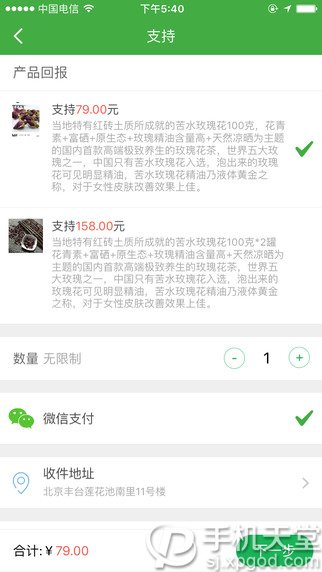 中国电信 下午5:40
支持
产品回报
支持79.00元
当地特有红砖土质所成就的苦水玫瑰花100克，花青
素+富硒+原生态+玫瑰精油含量高+天然凉晒为主题
的国内首款高端极致养生的玫瑰花茶，世界五大玫
瑰之一，中国只有苦水玫瑰花入选，泡出来的玫瑰
花可见明显精油，苦水玫瑰花精油乃液体黄金之
称，对于女性皮肤改善效果上佳。
支持158.00元
当地特有红砖土质所成就的苦水玫瑰花100克*2罐
花青素+富硒+原生态+玫瑰精油含量高+天然凉晒为
主题的国内首款高端极致养生的玫瑰花茶，世界五
大玫瑰之一，中国只有苦水玫瑰花入选，泡出来的
玫瑰花可见明显精油，苦水玫瑰花精油乃液体黄金
之称，对于女性皮肤改善效果上佳。
数量 无限制 - 1 +
微信支付
收件地址
北京丰台莲花池南里11号楼
合计: ¥ 79.00 下一步
手机天堂
sj.xpgod.com